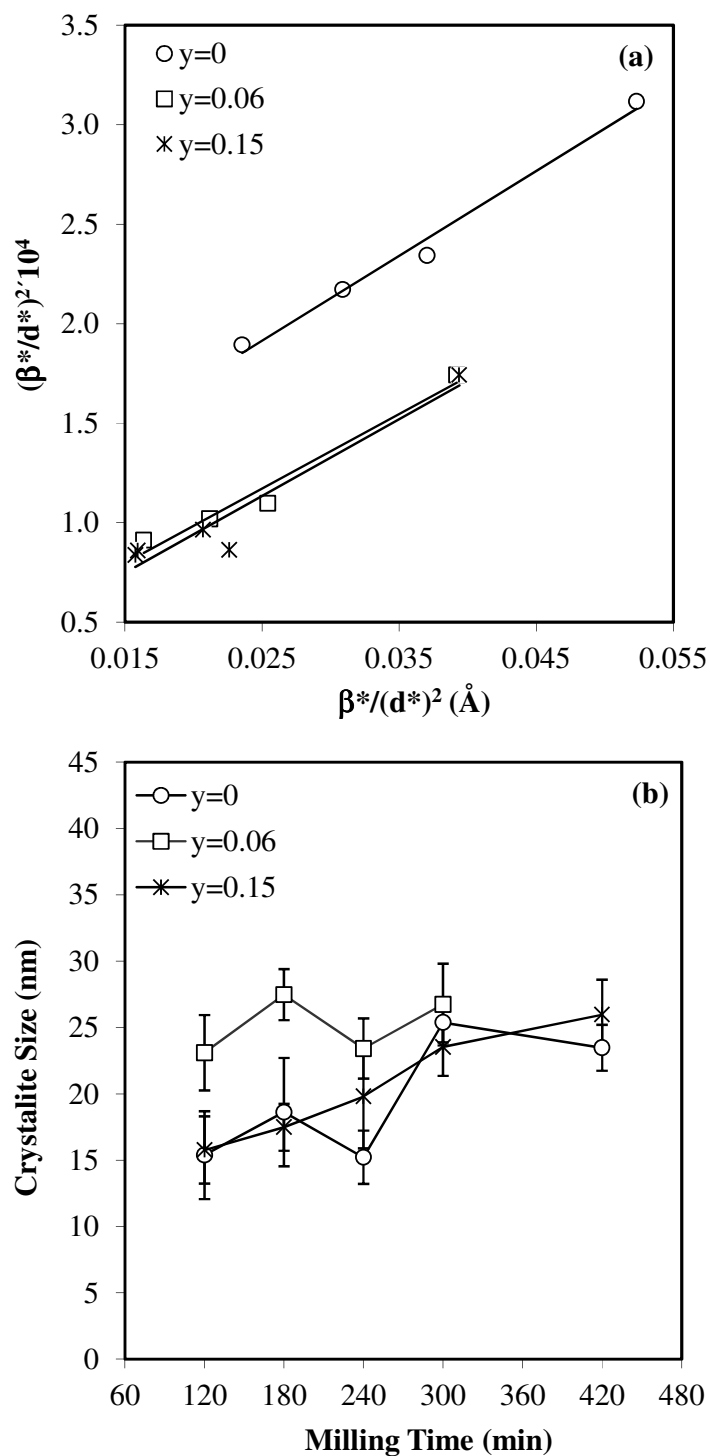 3.5
y=0
(a)
y=0.06
3.0
y=0.15
2.5
(β*/d*)²´10⁴
2.0
1.5
1.0
0.5
0.015 0.025 0.035 0.045 0.055
β*/(d*)² (Å)
45
y=0
(b)
40
y=0.06
35
y=0.15
30
25
Crystalite Size (nm)
20
15
10
5
0
60 120 180 240 300 360 420 480
Milling Time (min)